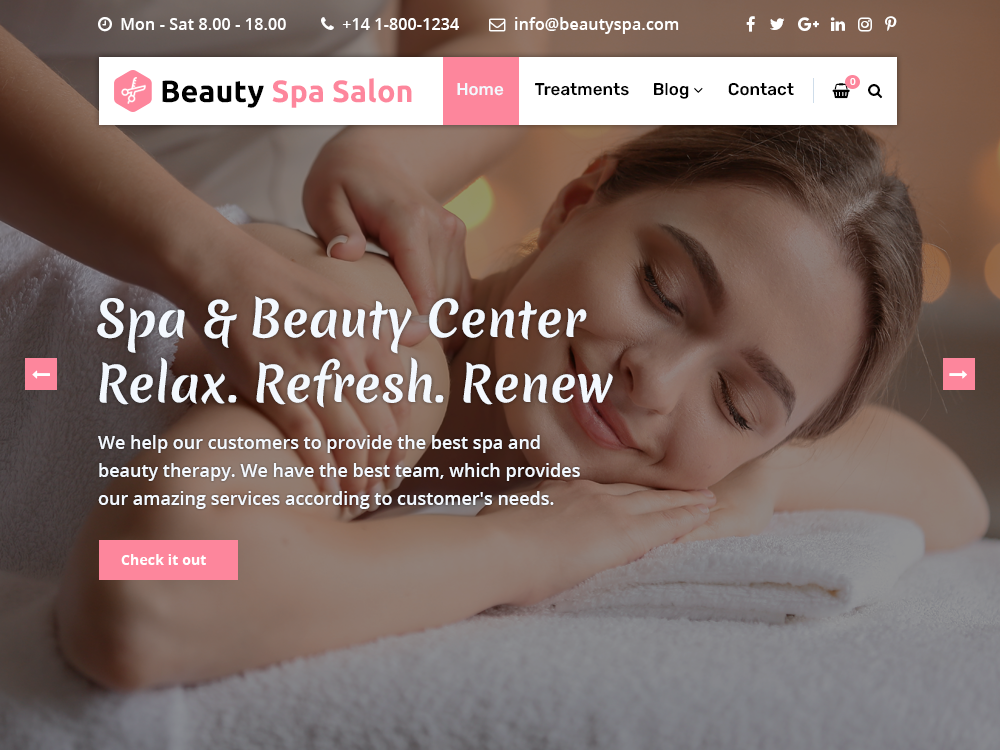 Mon - Sat 8.00 - 18.00
+14 1-800-1234
info@beautyspa.com
Beauty Spa Salon
Home
Treatments
Blog
Contact
0
Spa & Beauty Center
Relax. Refresh. Renew
We help our customers to provide the best spa and
beauty therapy. We have the best team, which provides
our amazing services according to customer's needs.
Check it out